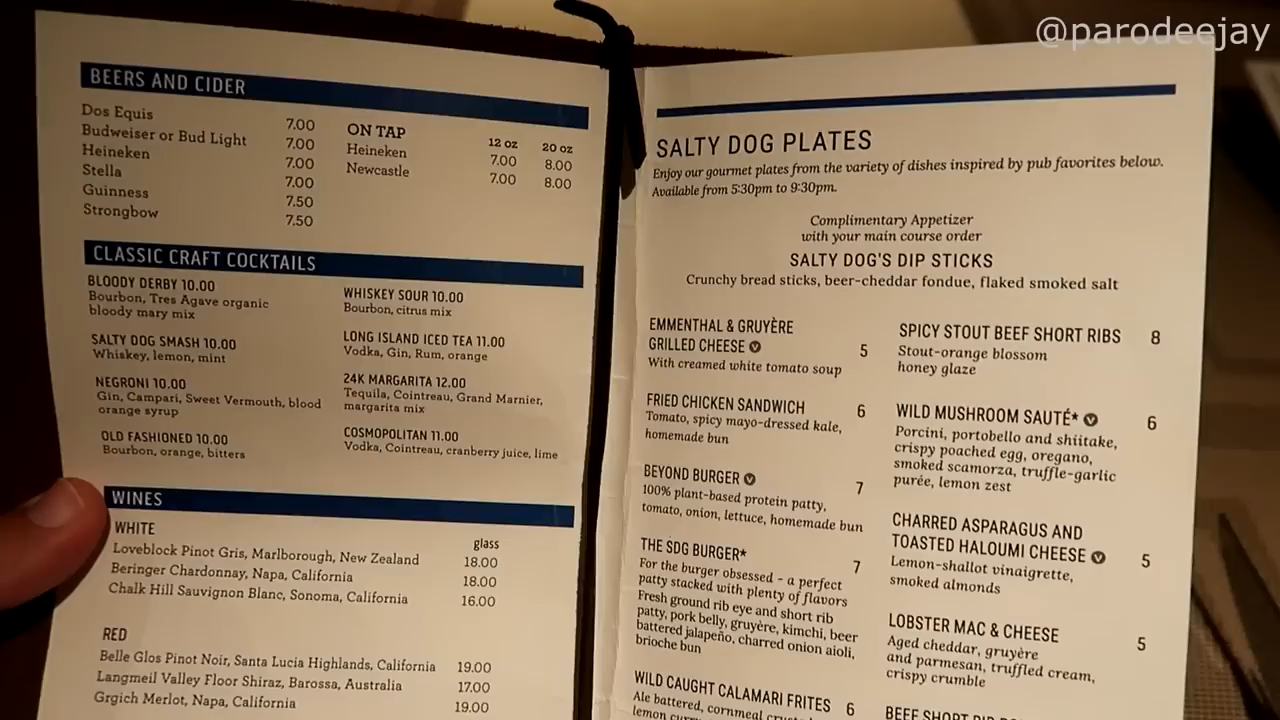 @parodeejay
BEERS AND CIDER
Dos Equis 7.00
Budweiser or Bud Light 7.00
Heineken 7.00
Stella 7.00
Guinness 7.50
Strongbow 7.50
ON TAP 12 oz 20 oz
Heineken 7.00 8.00
Newcastle 7.00 8.00
CLASSIC CRAFT COCKTAILS
BLOODY DERBY 10.00
Bourbon, Tres Agave organic
bloody mary mix
SALTY DOG SMASH 10.00
Whiskey, lemon, mint
NEGRONI 10.00
Gin, Campari, Sweet Vermouth, blood
orange syrup
OLD FASHIONED 10.00
Bourbon, orange, bitters
WHISKEY SOUR 10.00
Bourbon, citrus mix
LONG ISLAND ICED TEA 11.00
Vodka, Gin, Rum, orange
24K MARGARITA 12.00
Tequila, Cointreau, Grand Marnier,
margarita mix
COSMOPOLITAN 11.00
Vodka, Cointreau, cranberry juice, lime
WINES
WHITE glass
Loveblock Pinot Gris, Marlborough, New Zealand 18.00
Beringer Chardonnay, Napa, California 18.00
Chalk Hill Sauvignon Blanc, Sonoma, California 16.00
RED
Belle Glos Pinot Noir, Santa Lucia Highlands, California 19.00
Langmeil Valley Floor Shiraz, Barossa, Australia 17.00
Grgich Merlot, Napa, California 19.00
SALTY DOG PLATES
Enjoy our gourmet plates from the variety of dishes inspired by pub favorites below.
Available from 5:30pm to 9:30pm.
Complimentary Appetizer
with your main course order
SALTY DOG'S DIP STICKS
Crunchy bread sticks, beer-cheddar fondue, flaked smoked salt
EMMENTHAL & GRUYÈRE
GRILLED CHEESE V 5
With creamed white tomato soup
FRIED CHICKEN SANDWICH 6
Tomato, spicy mayo-dressed kale,
homemade bun
BEYOND BURGER V 7
100% plant-based protein patty,
tomato, onion, lettuce, homemade bun
THE SDG BURGER* 7
For the burger obsessed - a perfect
patty stacked with plenty of flavors
Fresh ground rib eye and short rib
patty, pork belly, gruyère, kimchi, beer
battered jalapeño, charred onion aioli,
brioche bun
WILD CAUGHT CALAMARI FRITES 6
Ale battered, cornmeal
lemon
SPICY STOUT BEEF SHORT RIBS 8
Stout-orange blossom
honey glaze
WILD MUSHROOM SAUTÉ* V 6
Porcini, portobello and shiitake,
crispy poached egg, oregano,
smoked scamorza, truffle-garlic
purée, lemon zest
CHARRED ASPARAGUS AND
TOASTED HALOUMI CHEESE V 5
Lemon-shallot vinaigrette,
smoked almonds
LOBSTER MAC & CHEESE 5
Aged cheddar, gruyère
and parmesan, truffled cream,
crispy crumble
BEEF SHORT